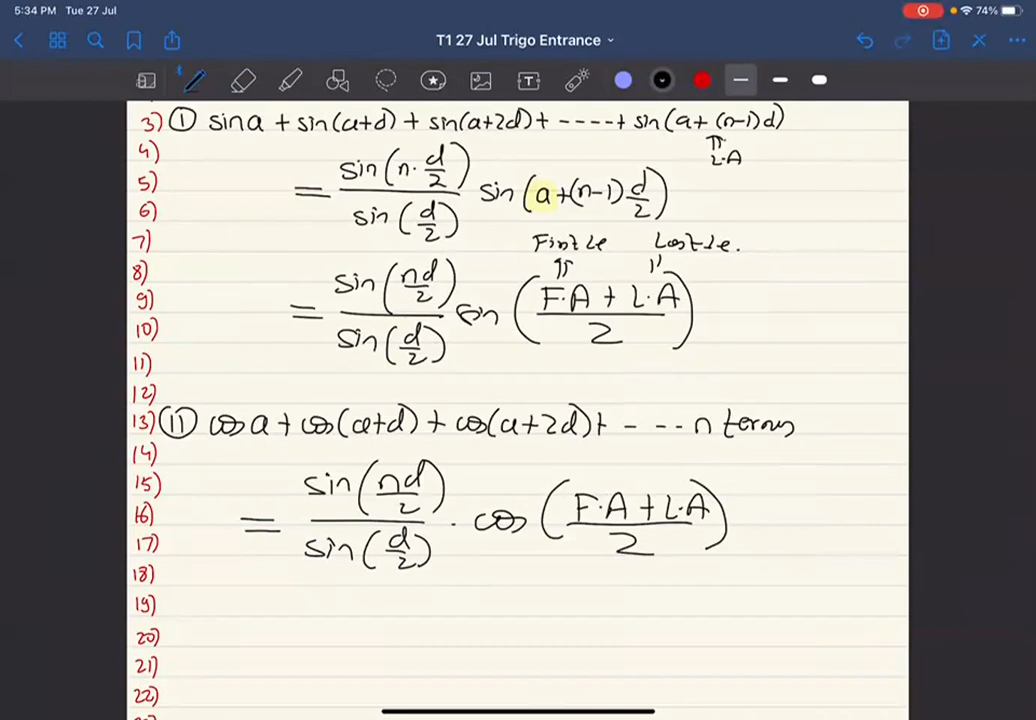 5:34 PM Tue 27 Jul 74%
T1 27 Jul Trigo Entrance
3) ① sin a + sin(a+d) + sin(a+2d) + ---- + sin(a + (n-1)d)
4) L.A
5) = sin(n·d/2) / sin(d/2) sin(a+(n-1)d/2)
6)
7) First Le Last Le.
8)
9) = sin(nd/2) / sin(d/2) sin(F.A + L.A / 2)
10)
11)
12)
13) ⑪ cos a + cos(a+d) + cos(a+2d) + - --- n terms
14)
15)
16) = sin(nd/2) / sin(d/2) . cos(F.A + L.A / 2)
17)
18)
19)
20)
21)
22)